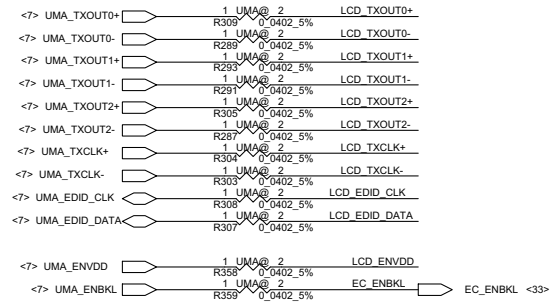 <7> UMA_TXOUT0+ 1 UMA@ 2 LCD_TXOUT0+
R309 0_0402_5%
<7> UMA_TXOUT0- 1 UMA@ 2 LCD_TXOUT0-
R289 0_0402_5%
<7> UMA_TXOUT1+ 1 UMA@ 2 LCD_TXOUT1+
R293 0_0402_5%
<7> UMA_TXOUT1- 1 UMA@ 2 LCD_TXOUT1-
R291 0_0402_5%
<7> UMA_TXOUT2+ 1 UMA@ 2 LCD_TXOUT2+
R305 0_0402_5%
<7> UMA_TXOUT2- 1 UMA@ 2 LCD_TXOUT2-
R287 0_0402_5%
<7> UMA_TXCLK+ 1 UMA@ 2 LCD_TXCLK+
R304 0_0402_5%
<7> UMA_TXCLK- 1 UMA@ 2 LCD_TXCLK-
R303 0_0402_5%
<7> UMA_EDID_CLK 1 UMA@ 2 LCD_EDID_CLK
R308 0_0402_5%
<7> UMA_EDID_DATA 1 UMA@ 2 LCD_EDID_DATA
R307 0_0402_5%
<7> UMA_ENVDD 1 UMA@ 2 LCD_ENVDD
R358 0_0402_5%
<7> UMA_ENBKL 1 UMA@ 2 EC_ENBKL EC_ENBKL <33>
R359 0_0402_5%